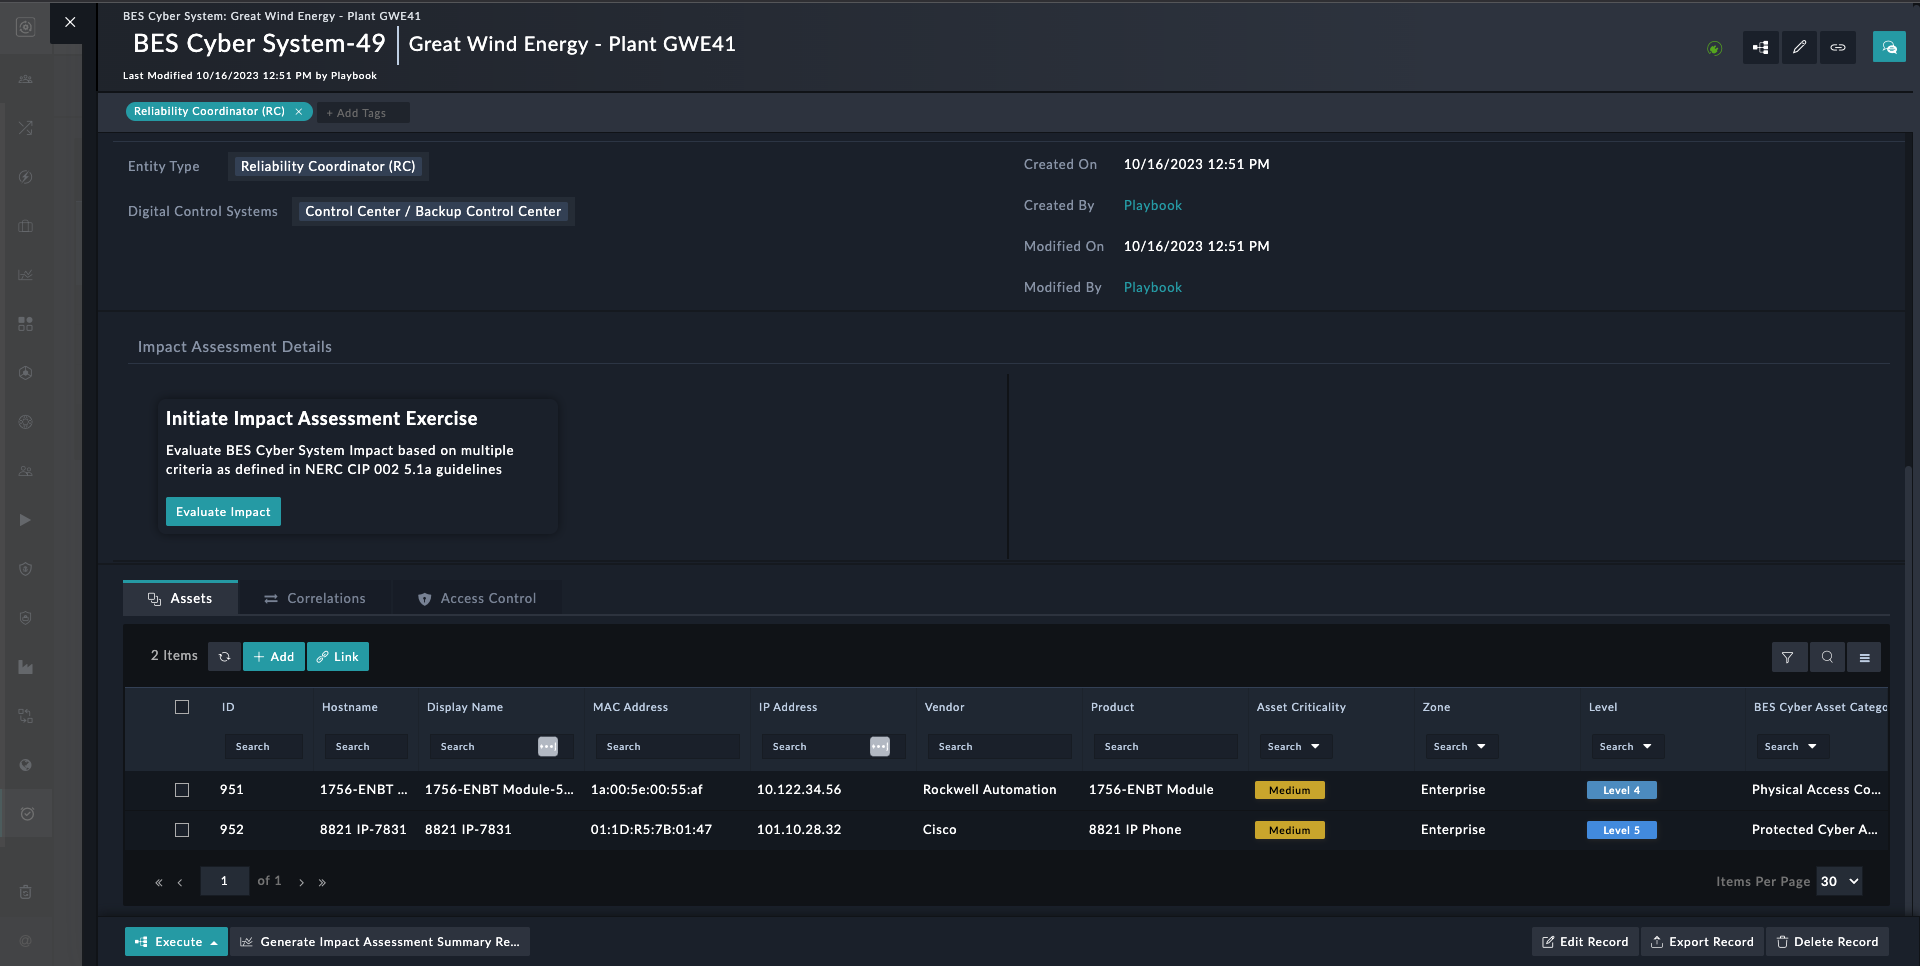 BES Cyber System: Great Wind Energy - Plant GWE41
BES Cyber System-49 Great Wind Energy - Plant GWE41
Last Modified 10/16/2023 12:51 PM by Playbook
Reliability Coordinator (RC) ×
+ Add Tags
Entity Type Reliability Coordinator (RC)
Digital Control Systems Control Center / Backup Control Center
Created On 10/16/2023 12:51 PM
Created By Playbook
Modified On 10/16/2023 12:51 PM
Modified By Playbook
Impact Assessment Details
Initiate Impact Assessment Exercise
Evaluate BES Cyber System Impact based on multiple
criteria as defined in NERC CIP 002 5.1a guidelines
Evaluate Impact
Assets Correlations Access Control
2 Items + Add Link
ID Hostname Display Name MAC Address IP Address Vendor Product Asset Criticality Zone Level BES Cyber Asset Catego
Search Search Search Search Search Search Search Search Search Search Search
951 1756-ENBT ... 1756-ENBT Module-5... 1a:00:5e:00:55:af 10.122.34.56 Rockwell Automation 1756-ENBT Module Medium Enterprise Level 4 Physical Access Co...
952 8821 IP-7831 8821 IP-7831 01:1D:R5:7B:01:47 101.10.28.32 Cisco 8821 IP Phone Medium Enterprise Level 5 Protected Cyber A...
« ‹ 1 of 1 › »
Items Per Page 30
Execute Generate Impact Assessment Summary Re...
Edit Record Export Record Delete Record